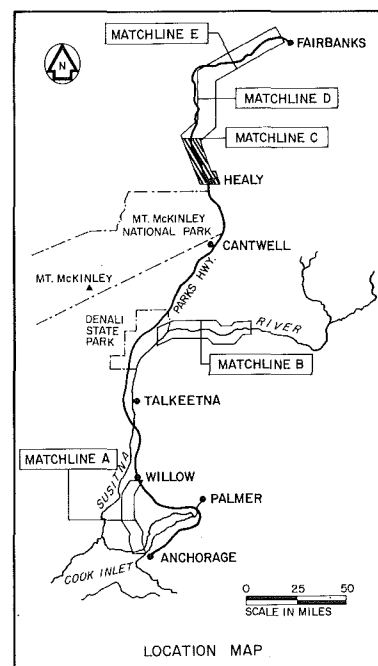 N
MATCHLINE E
FAIRBANKS
MATCHLINE D
MATCHLINE C
HEALY
MT. McKINLEY
NATIONAL PARK
CANTWELL
MT. McKINLEY
PARKS HWY.
DENALI
STATE
PARK
RIVER
MATCHLINE B
TALKEETNA
MATCHLINE A
SUSITNA
WILLOW
PALMER
ANCHORAGE
COOK INLET
0 25 50
SCALE IN MILES
LOCATION MAP